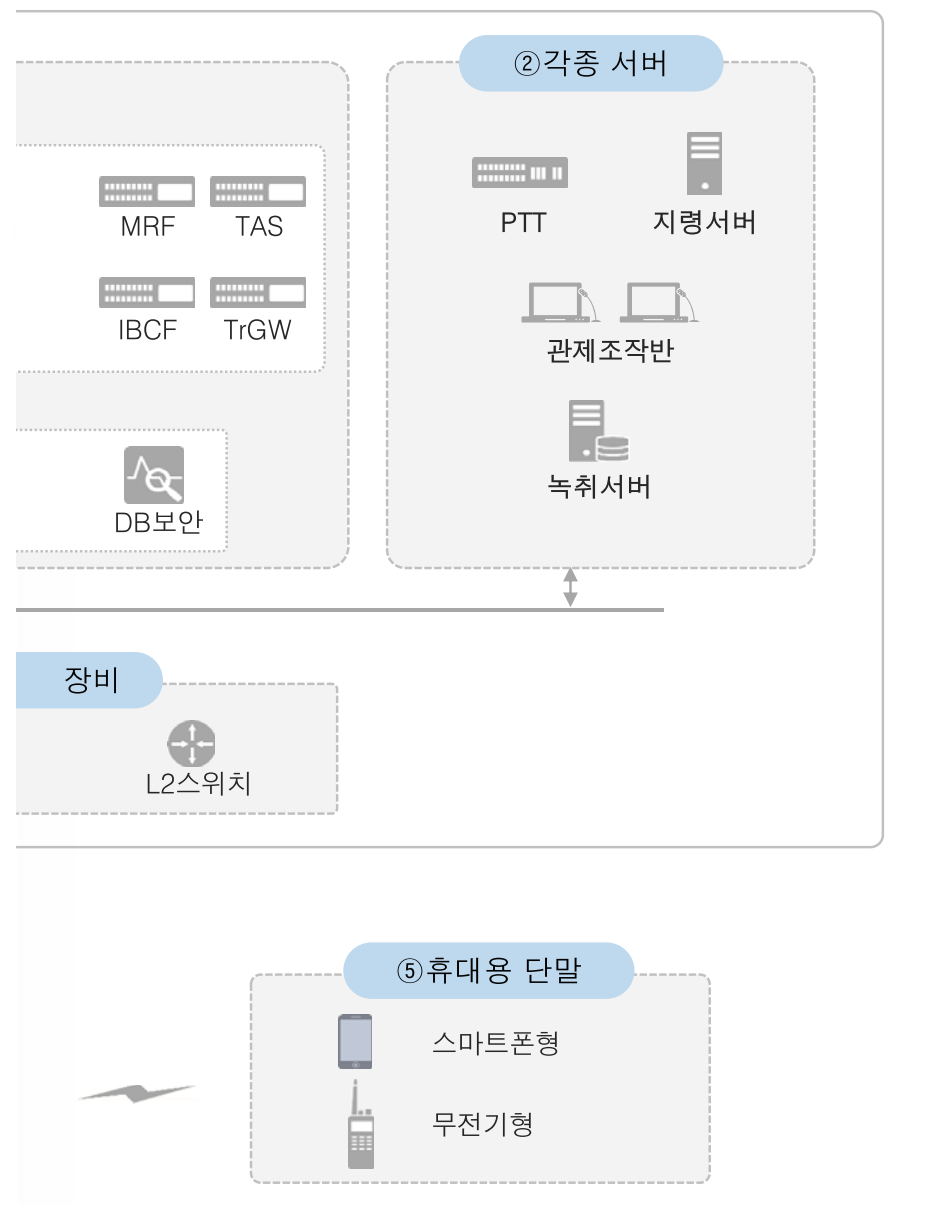 ②각종 서버
MRF
TAS
PTT
지령서버
IBCF
TrGW
관제조작반
녹취서버
DB보안
장비
L2스위치
⑤휴대용 단말
스마트폰형
무전기형